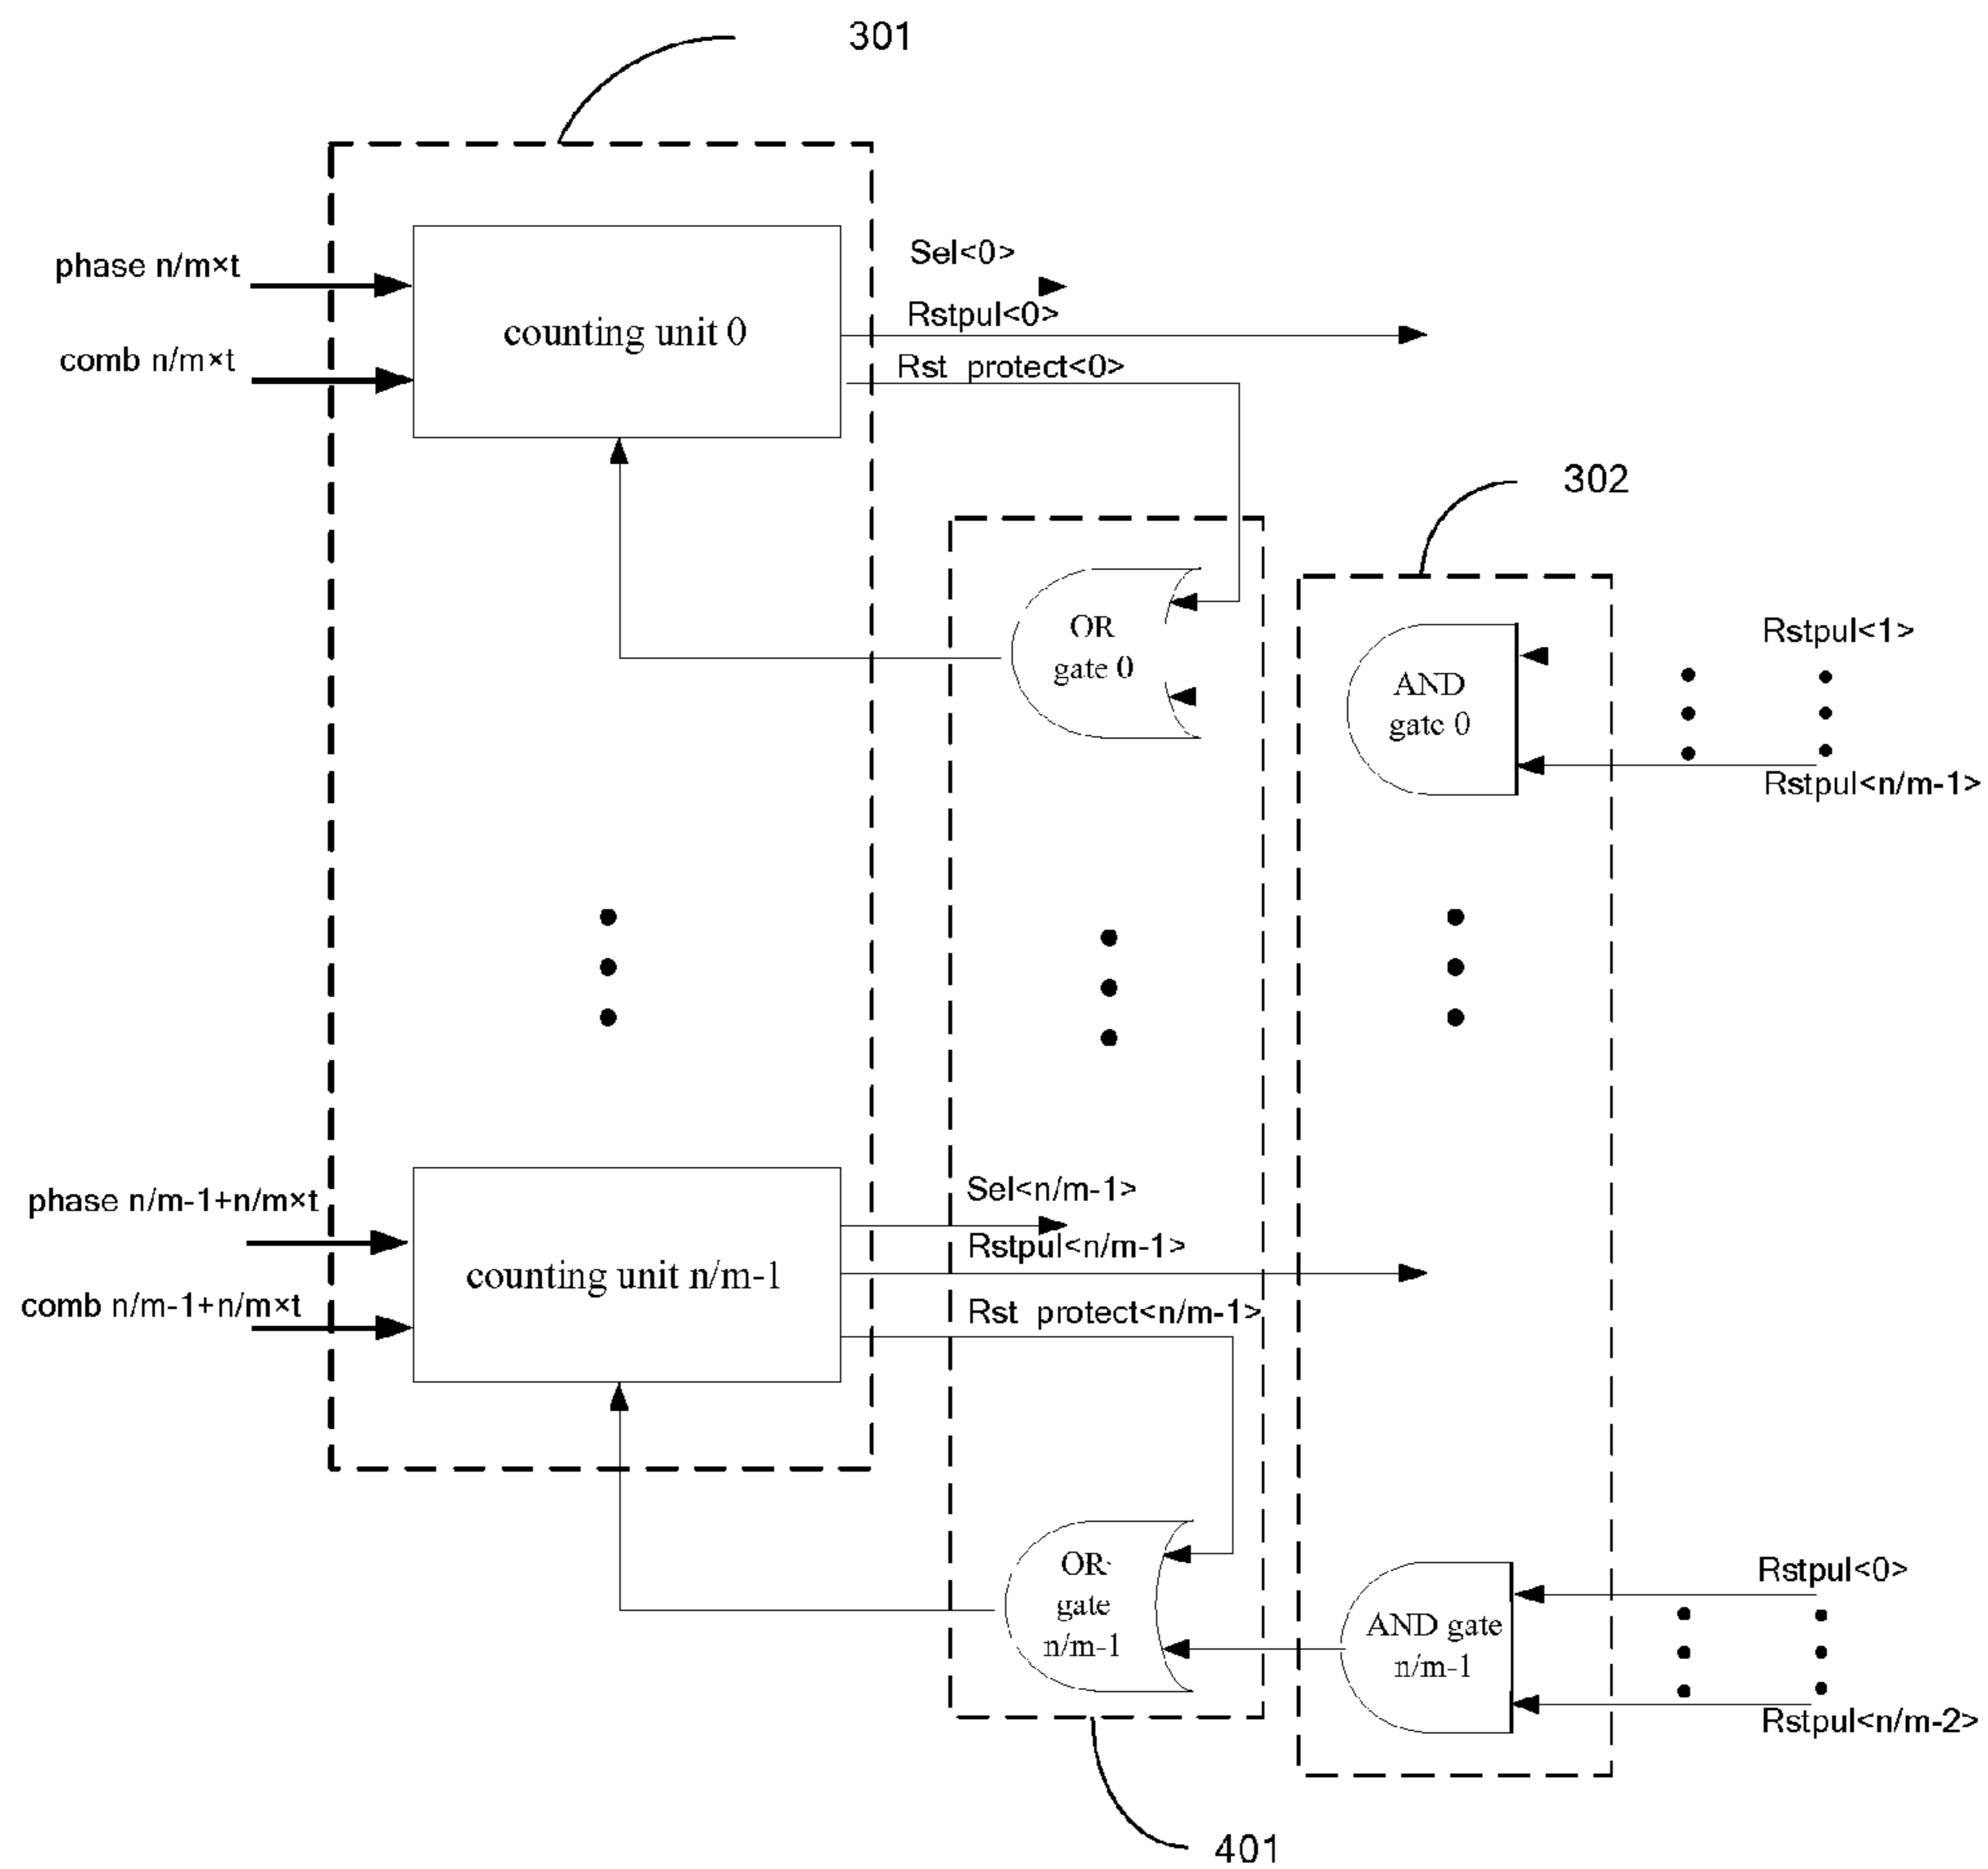 301
phase n/m×t
comb n/m×t
counting unit 0
Sel<0>
Rstpul<0>
Rst protect<0>
302
OR
gate 0
AND
gate 0
Rstpul<1>
Rstpul<n/m-1>
phase n/m-1+n/m×t
comb n/m-1+n/m×t
counting unit n/m-1
Sel<n/m-1>
Rstpul<n/m-1>
Rst protect<n/m-1>
OR
gate
n/m-1
AND gate
n/m-1
Rstpul<0>
Rstpul<n/m-2>
401